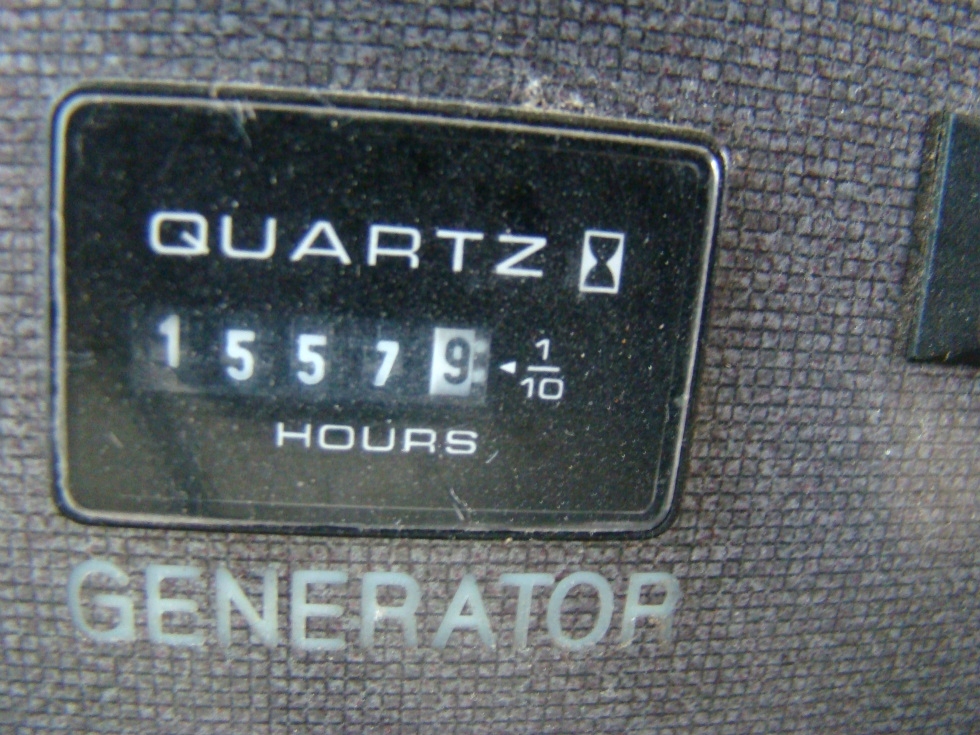 QUARTZ
15579 1/10
HOURS
GENERATOR